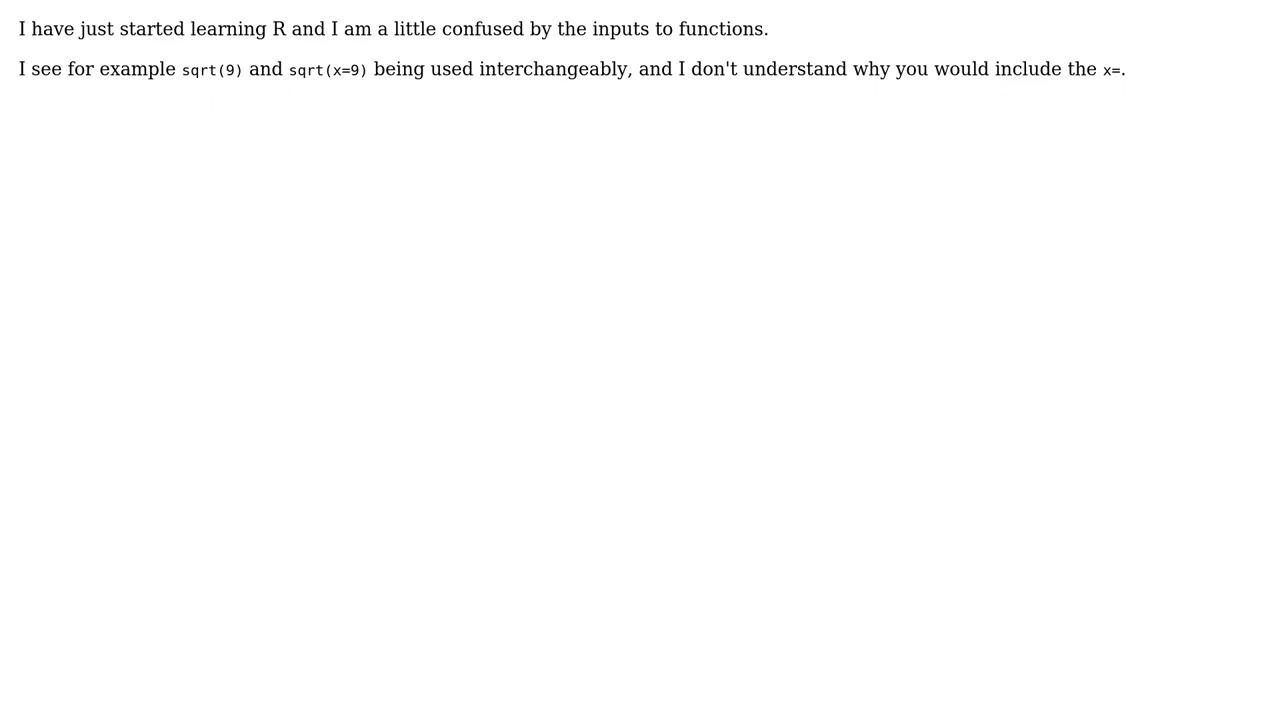 I have just started learning R and I am a little confused by the inputs to functions.
I see for example sqrt(9) and sqrt(x=9) being used interchangeably, and I don't understand why you would include the x=.